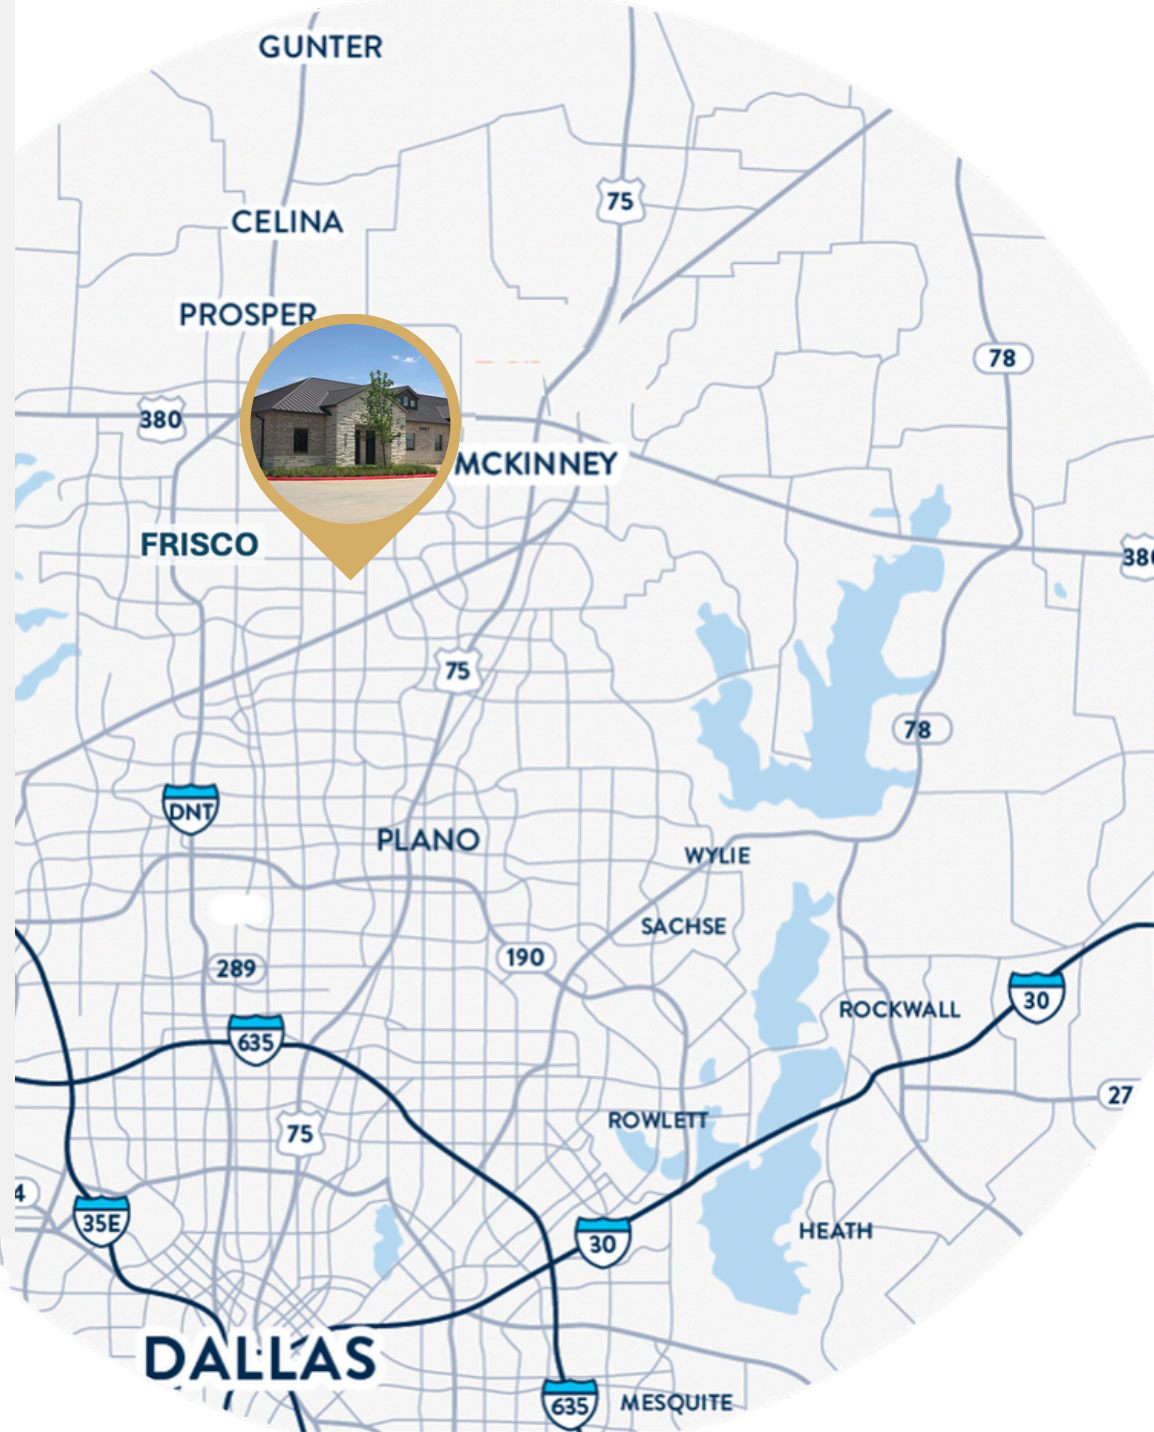 GUNTER
75
CELINA
PROSPER
78
380
MCKINNEY
FRISCO
380
75
78
DNT
PLANO
WYLIE
SACHSE
190
289
30
ROCKWALL
635
27
ROWLETT
75
4
35E
HEATH
30
DALLAS
635
MESQUITE